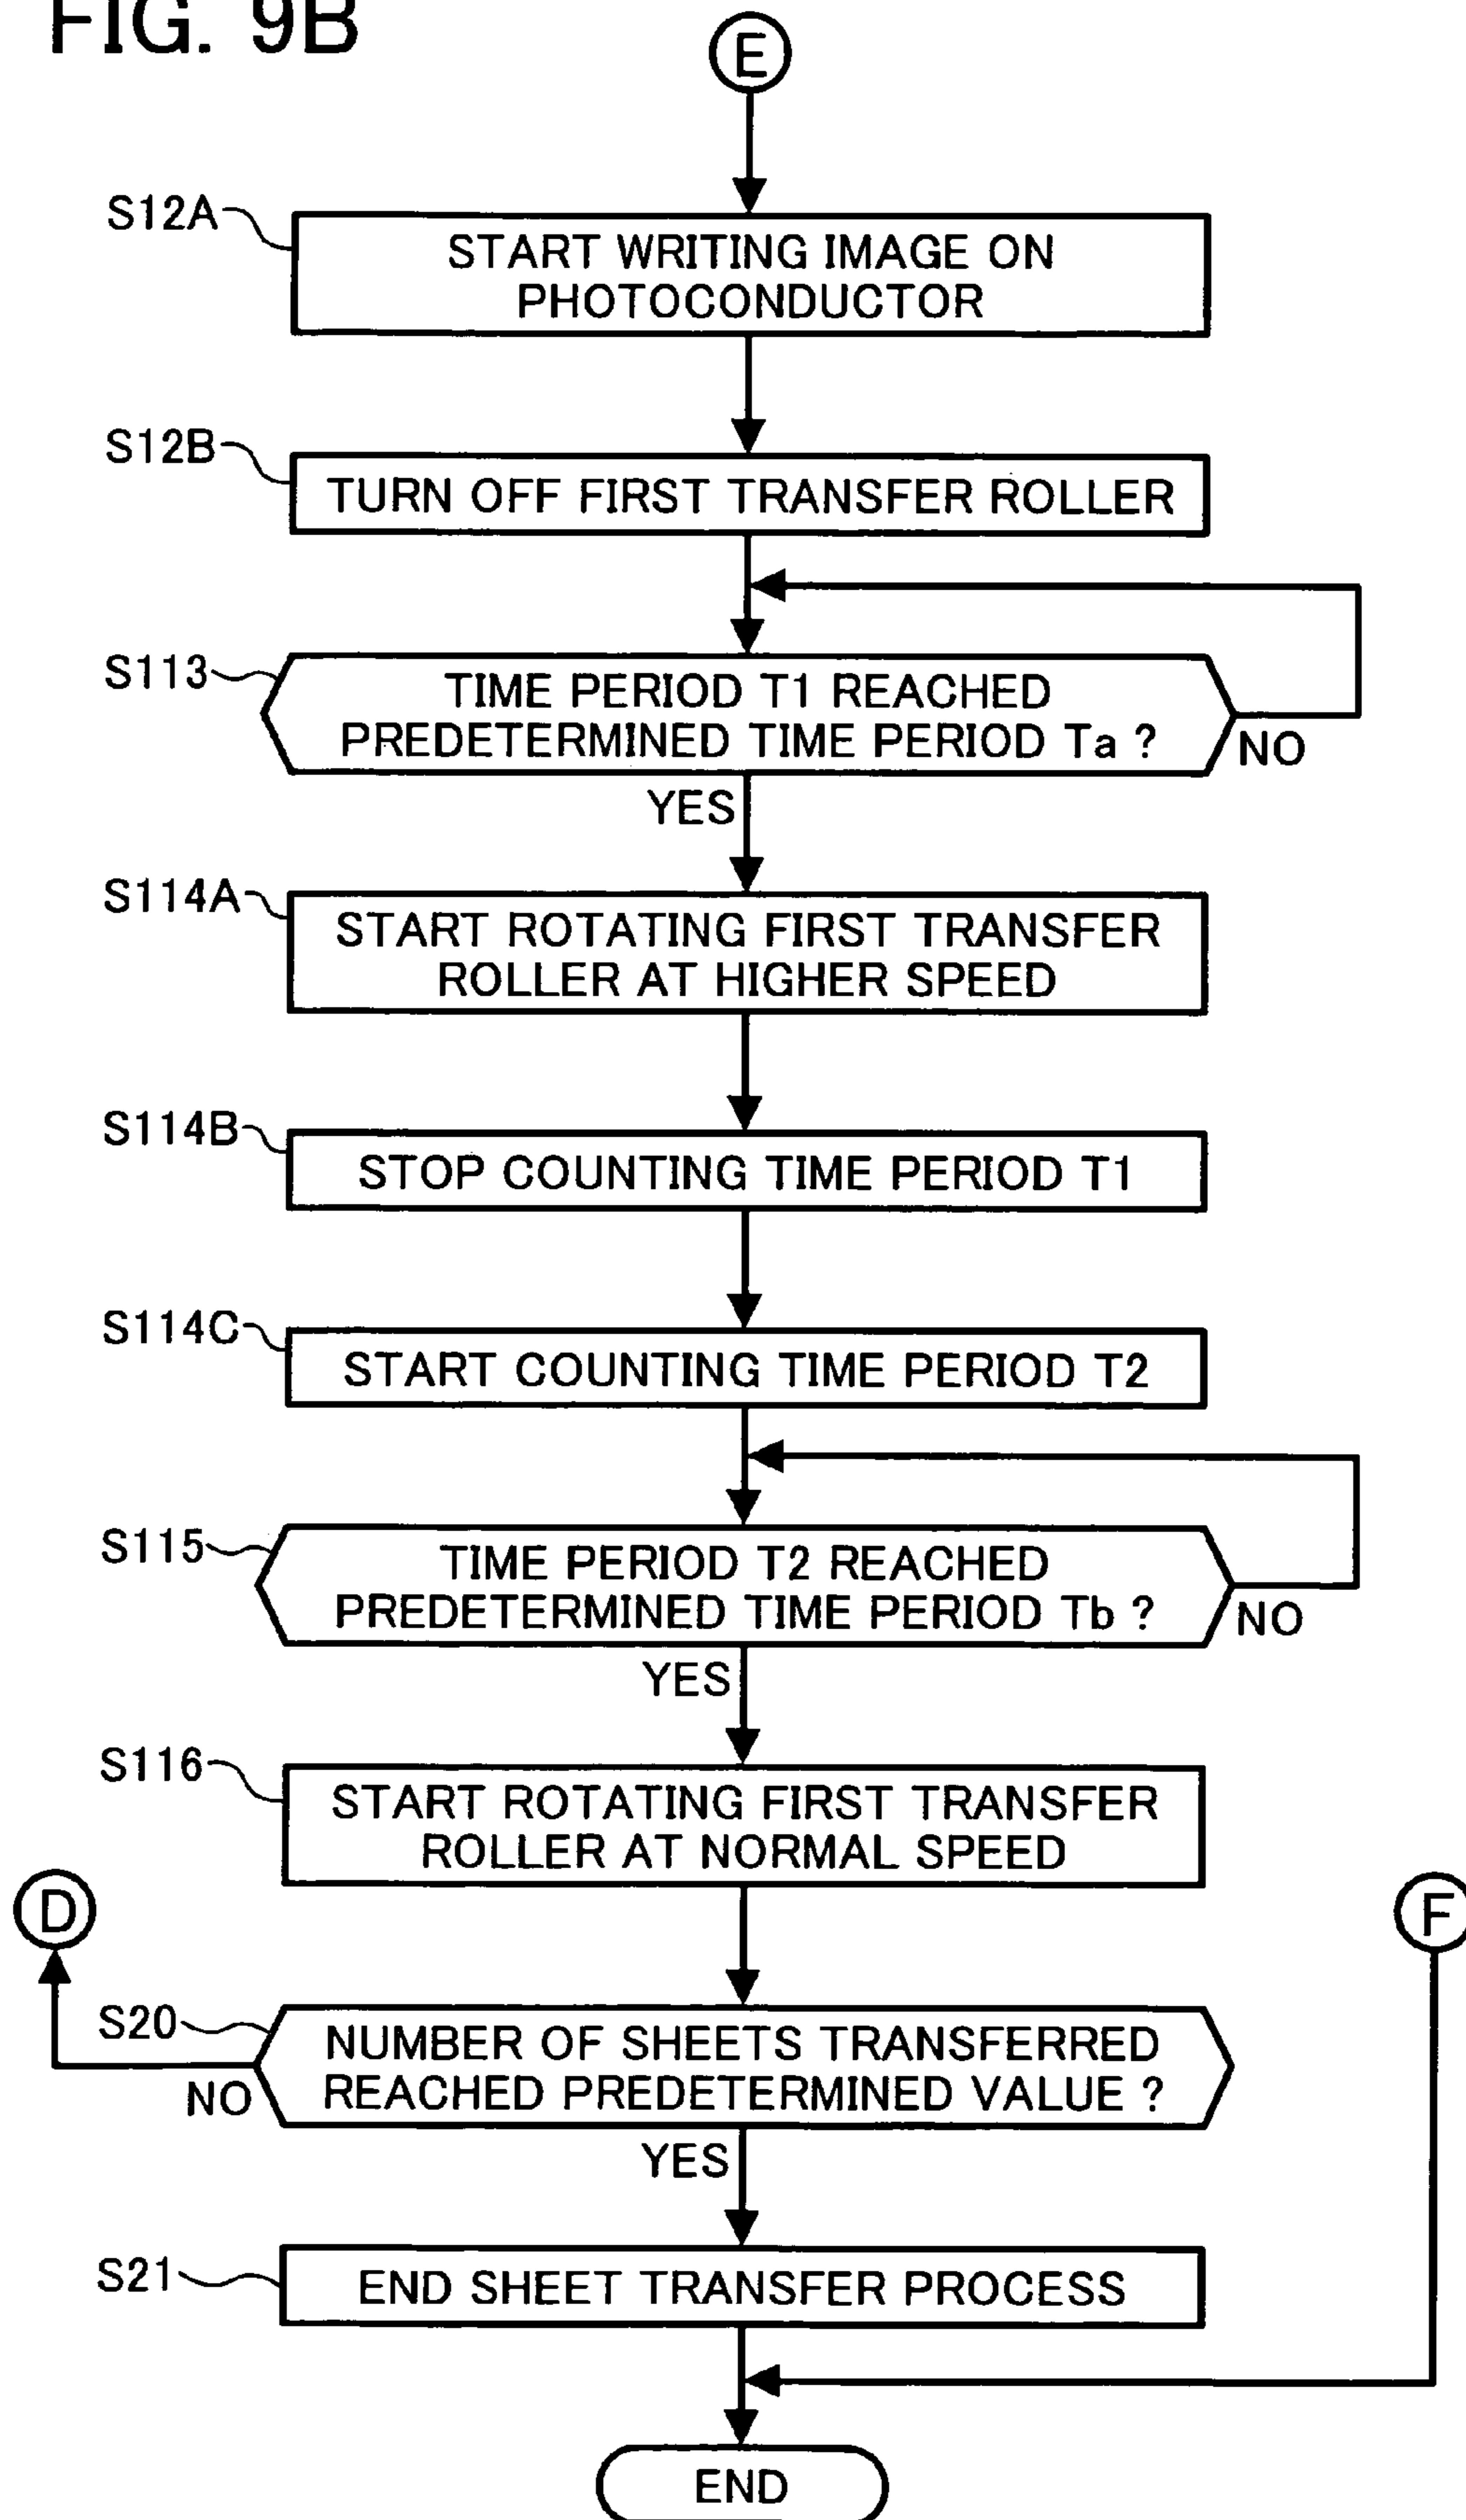 FIG. 9B
E
S12A
START WRITING IMAGE ON
PHOTOCONDUCTOR
S12B
TURN OFF FIRST TRANSFER ROLLER
S113
TIME PERIOD T1 REACHED
PREDETERMINED TIME PERIOD Ta ?
NO
YES
S114A
START ROTATING FIRST TRANSFER
ROLLER AT HIGHER SPEED
S114B
STOP COUNTING TIME PERIOD T1
S114C
START COUNTING TIME PERIOD T2
S115
TIME PERIOD T2 REACHED
PREDETERMINED TIME PERIOD Tb ?
NO
YES
S116
START ROTATING FIRST TRANSFER
ROLLER AT NORMAL SPEED
D
F
S20
NUMBER OF SHEETS TRANSFERRED
REACHED PREDETERMINED VALUE ?
NO
YES
S21
END SHEET TRANSFER PROCESS
END